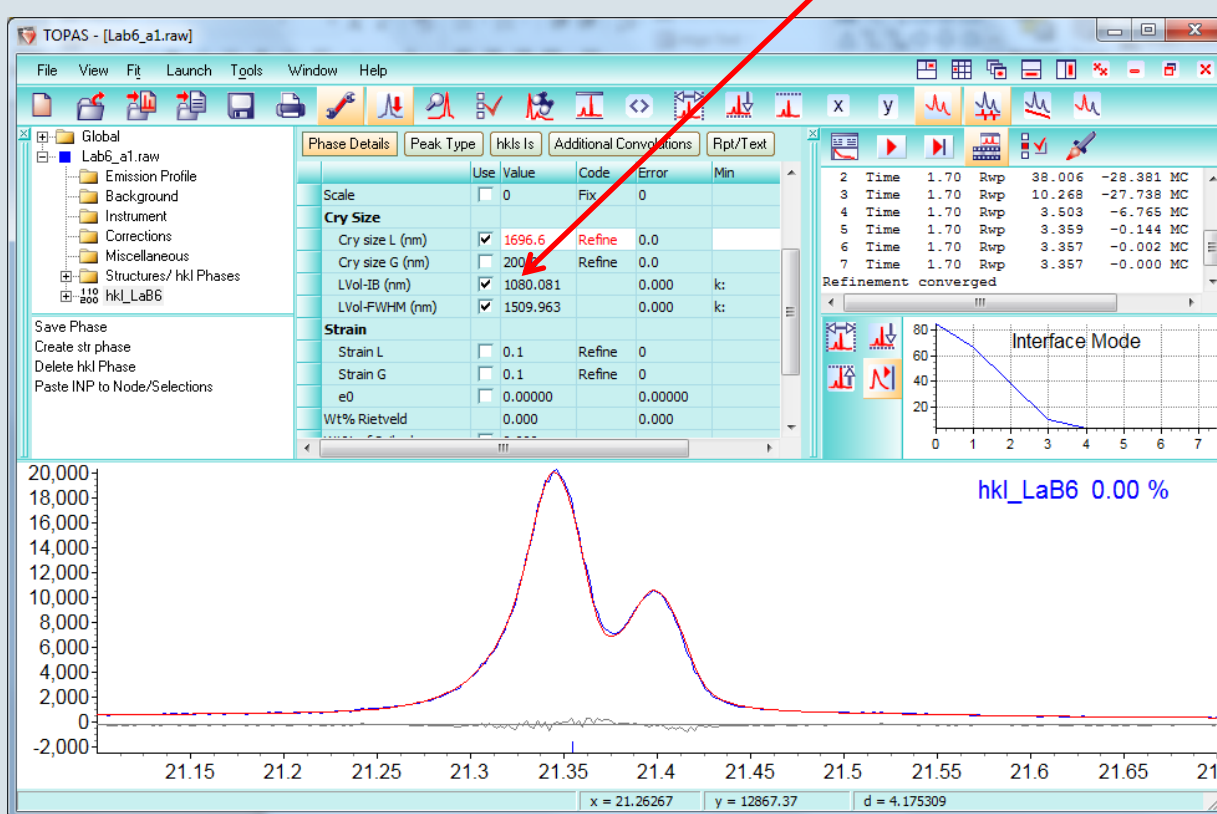 TOPAS - [Lab6_a1.raw]
File View Fit Launch Tools Window Help
x y
Global
Lab6_a1.raw
Emission Profile
Background
Instrument
Corrections
Miscellaneous
Structures/ hkl Phases
110
200 hkl_LaB6
Save Phase
Create str phase
Delete hkl Phase
Paste INP to Node/Selections
Phase Details Peak Type hkls Is Additional Convolutions Rpt/Text
Use Value Code Error Min
Scale 0 Fix 0
Cry Size
Cry size L (nm) 1696.6 Refine 0.0
Cry size G (nm) Refine 0.0
LVol-IB (nm) 1080.081 0.000 k:
LVol-FWHM (nm) 1509.963 0.000 k:
Strain
Strain L 0.1 Refine 0
Strain G 0.1 Refine 0
e0 0.00000 0.00000
Wt% Rietveld 0.000 0.000
2 Time 1.70 Rwp 38.006 -28.381 MC
3 Time 1.70 Rwp 10.268 -27.738 MC
4 Time 1.70 Rwp 3.503 -6.765 MC
5 Time 1.70 Rwp 3.359 -0.144 MC
6 Time 1.70 Rwp 3.357 -0.002 MC
7 Time 1.70 Rwp 3.357 -0.000 MC
Refinement converged
Interface Mode
80
60
40
20
0 1 2 3 4 5 6 7
hkl_LaB6 0.00 %
20,000
18,000
16,000
14,000
12,000
10,000
8,000
6,000
4,000
2,000
0
-2,000
21.15 21.2 21.25 21.3 21.35 21.4 21.45 21.5 21.55 21.6 21.65 21
x = 21.26267 y = 12867.37 d = 4.175309